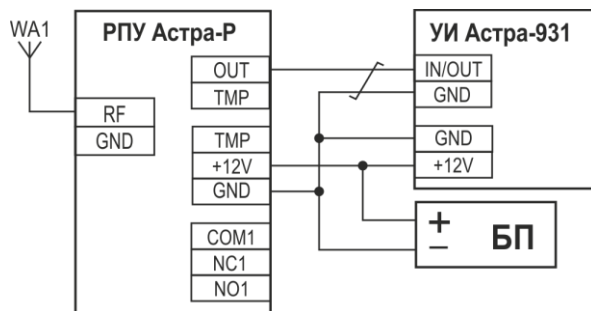 WA1
РПУ Астра-Р
OUT
TMP
RF
GND
TMP
+12V
GND
COM1
NC1
NO1
УИ Астра-931
IN/OUT
GND
GND
+12V
+
–
БП